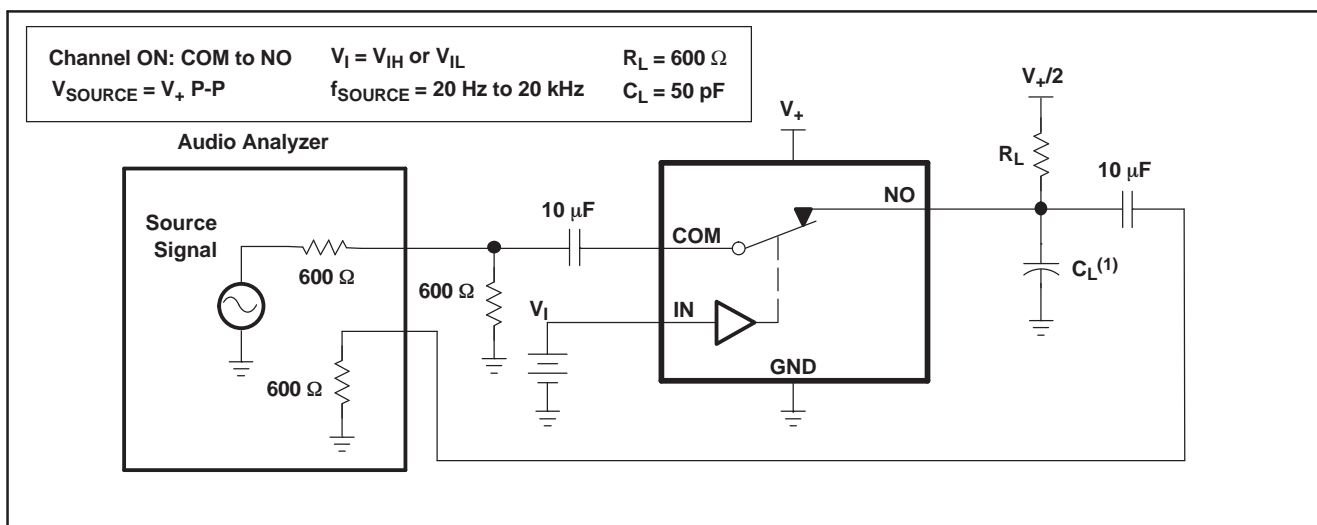 Channel ON: COM to NO
V_I = V_IH or V_IL
R_L = 600 Ω
V_SOURCE = V_+ P-P
f_SOURCE = 20 Hz to 20 kHz
C_L = 50 pF
Audio Analyzer
Source
Signal
600 Ω
600 Ω
600 Ω
10 μF
V_I
V_+
COM
NO
IN
GND
V_+/2
R_L
10 μF
C_L(1)